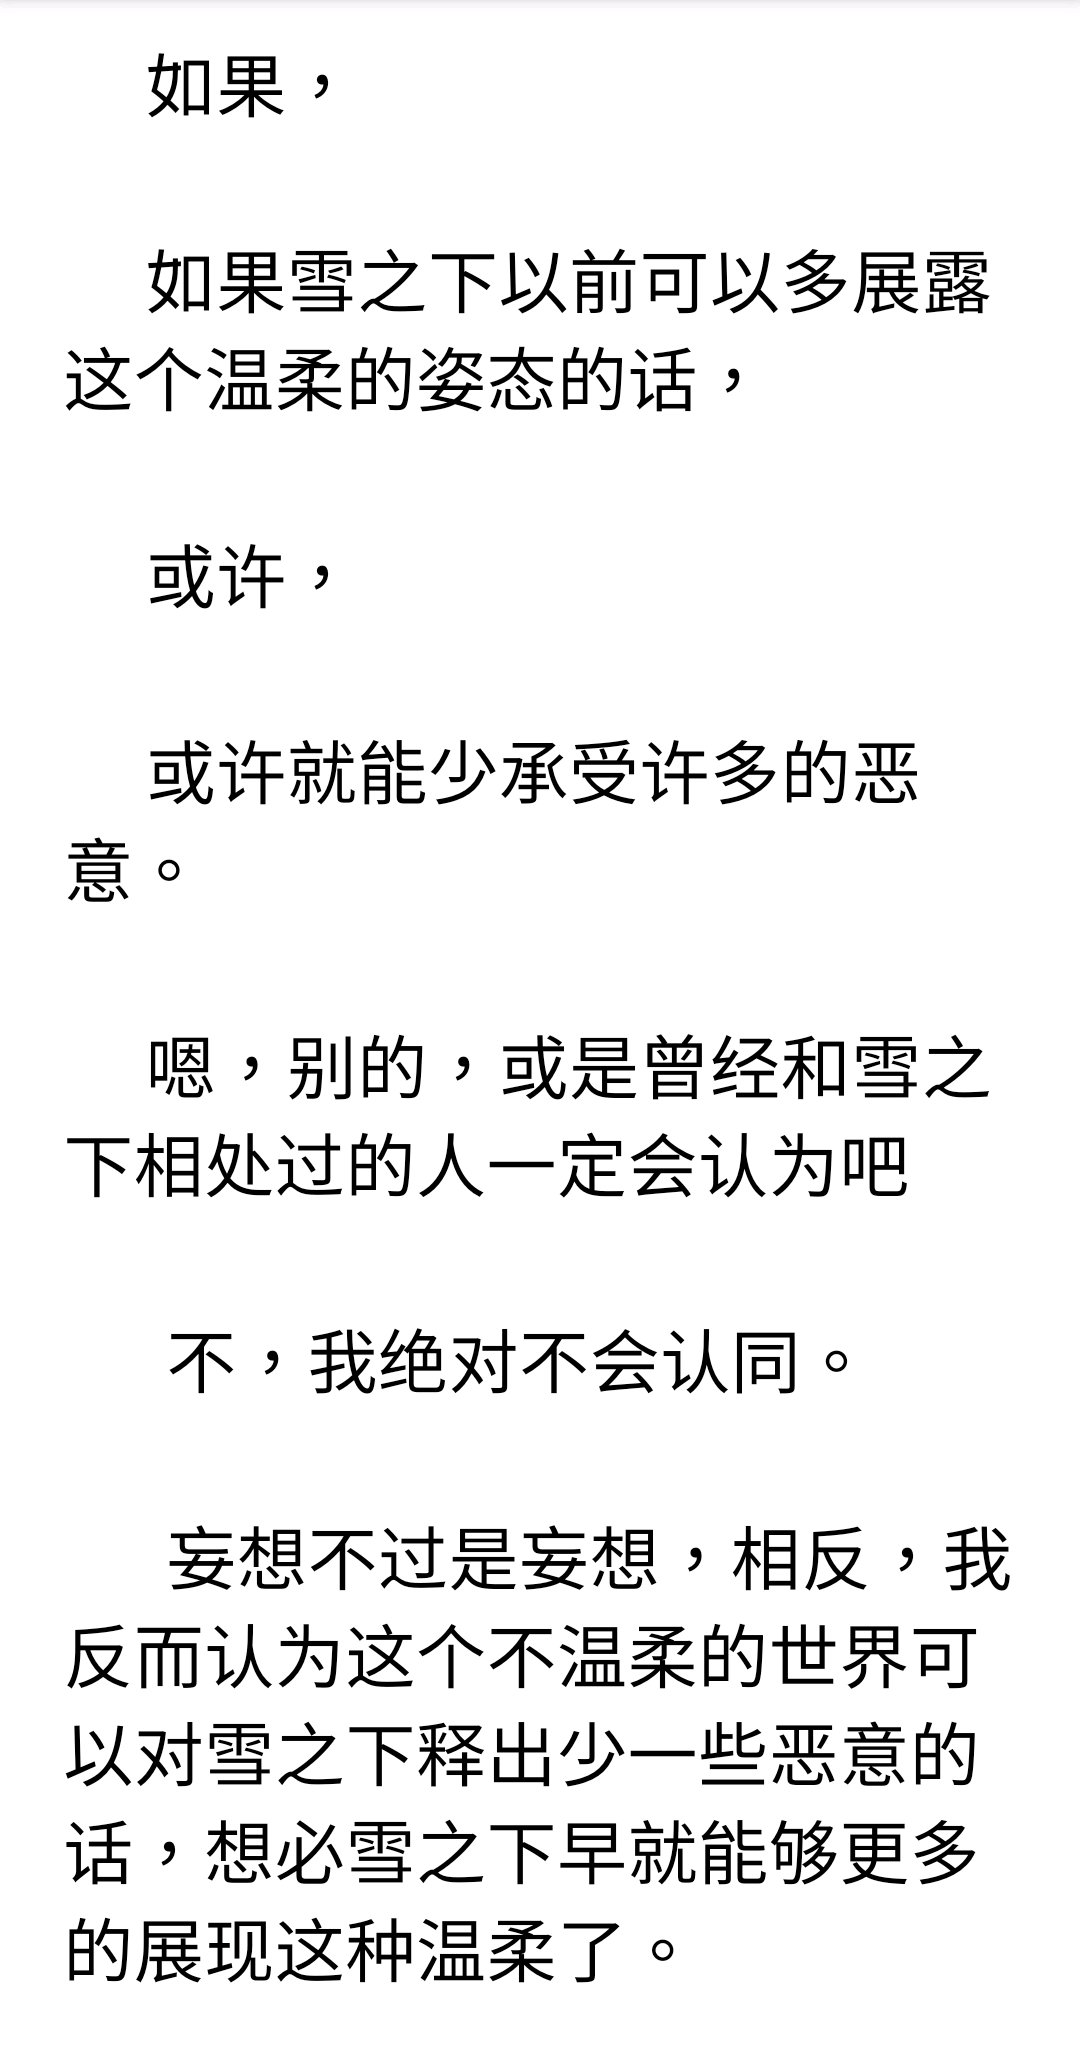 如果，
如果雪之下以前可以多展露
这个温柔的姿态的话，
或许，
或许就能少承受许多的恶
意。
嗯，别的，或是曾经和雪之
下相处过的人一定会认为吧
不，我绝对不会认同。
妄想不过是妄想，相反，我
反而认为这个不温柔的世界可
以对雪之下释出少一些恶意的
话，想必雪之下早就能够更多
的展现这种温柔了。